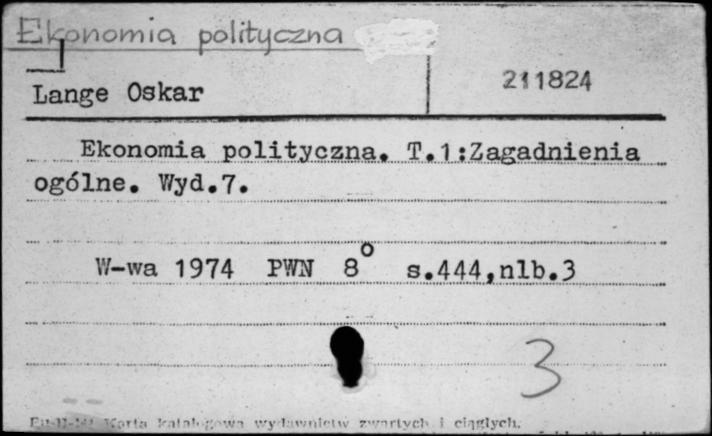 Ekonomia polityczna
211824
Lange Oskar
Ekonomia polityczna. T.1:Zagadnienia
ogólne. Wyd.7.
W-wa 1974 PWN 8° s.444,nlb.3
3
Karta katalogowa wydawnictw zwartych i ciągłych.